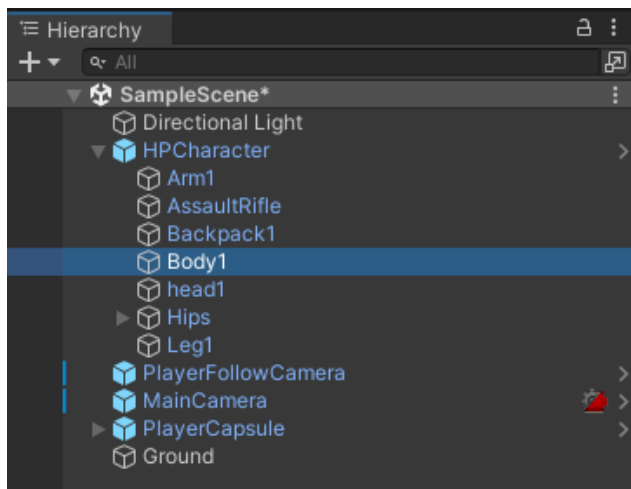 Hierarchy
All
SampleScene*
Directional Light
HPCharacter
Arm1
AssaultRifle
Backpack1
Body1
head1
Hips
Leg1
PlayerFollowCamera
MainCamera
PlayerCapsule
Ground